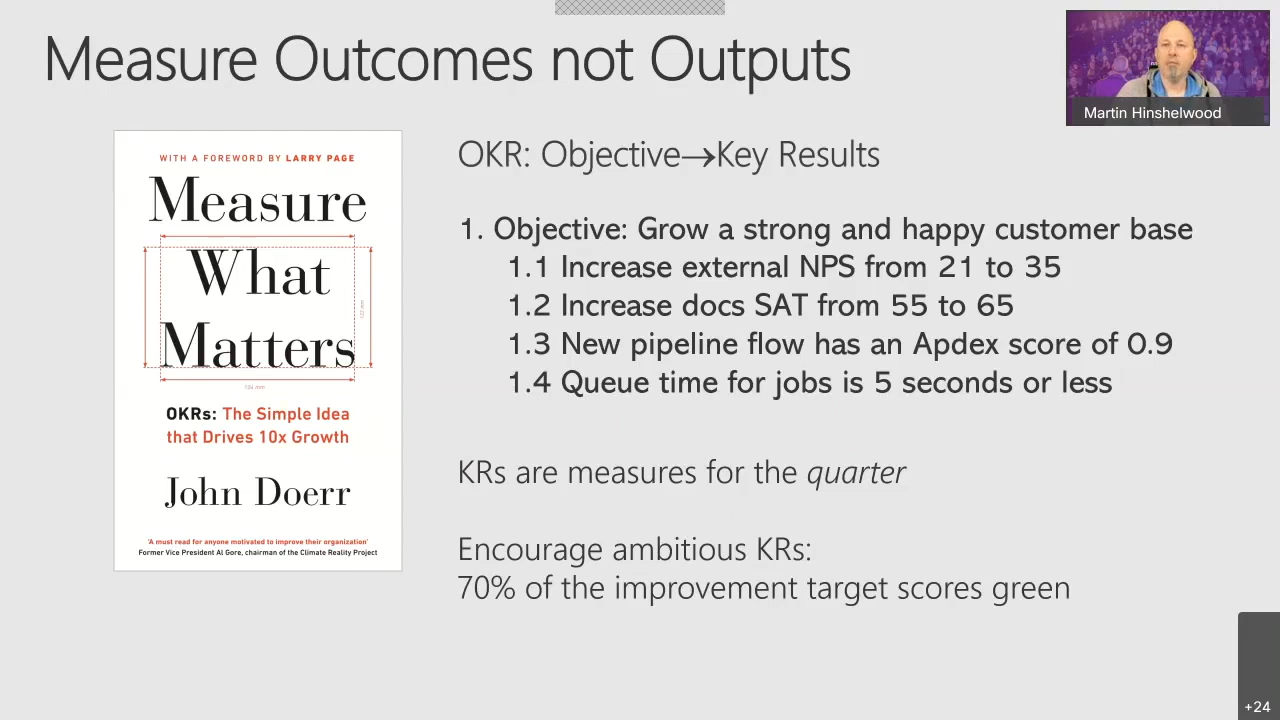 Measure Outcomes not Outputs
Martin Hinshelwood
WITH A FOREWORD BY LARRY PAGE
Measure
What
Matters
122 mm
104 mm
OKRs: The Simple Idea
that Drives 10x Growth
John Doerr
'A must read for anyone motivated to improve their organization'
Former Vice President Al Gore, chairman of the Climate Reality Project
OKR: Objective→Key Results
1. Objective: Grow a strong and happy customer base
1.1 Increase external NPS from 21 to 35
1.2 Increase docs SAT from 55 to 65
1.3 New pipeline flow has an Apdex score of 0.9
1.4 Queue time for jobs is 5 seconds or less
KRs are measures for the quarter
Encourage ambitious KRs:
70% of the improvement target scores green
+24